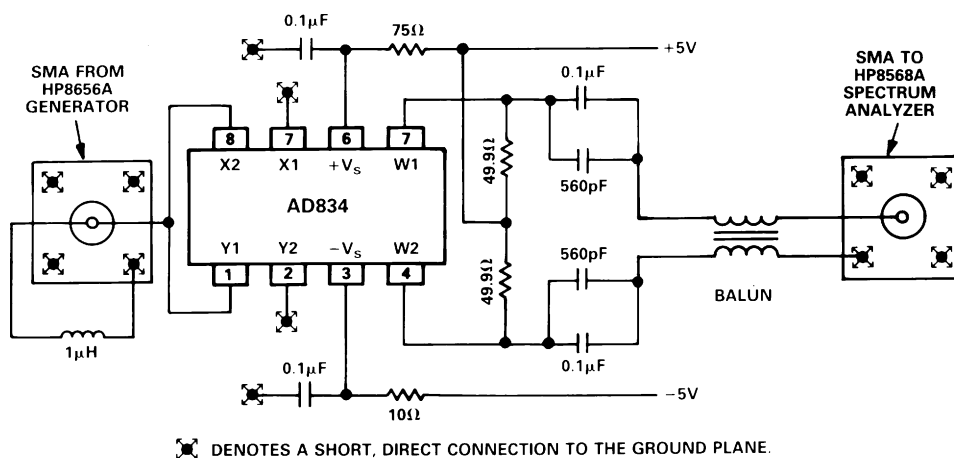 0.1μF
75Ω
+5V
SMA FROM
HP8656A
GENERATOR
SMA TO
HP8568A
SPECTRUM
ANALYZER
0.1μF
8
7
6
7
X2
X1
+VS
W1
49.9Ω
560pF
AD834
Y1
Y2
−VS
W2
1
2
3
4
49.9Ω
560pF
BALUN
0.1μF
1μH
0.1μF
10Ω
−5V
DENOTES A SHORT, DIRECT CONNECTION TO THE GROUND PLANE.